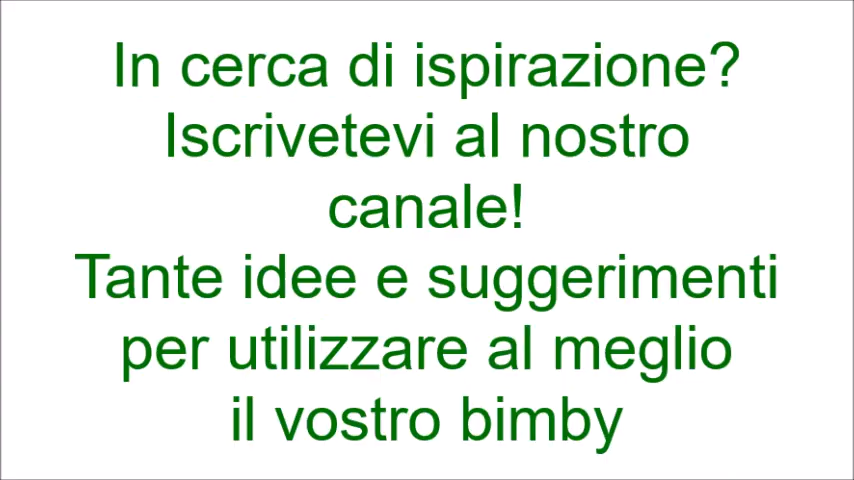 In cerca di ispirazione?
Iscrivetevi al nostro
canale!
Tante idee e suggerimenti
per utilizzare al meglio
il vostro bimby